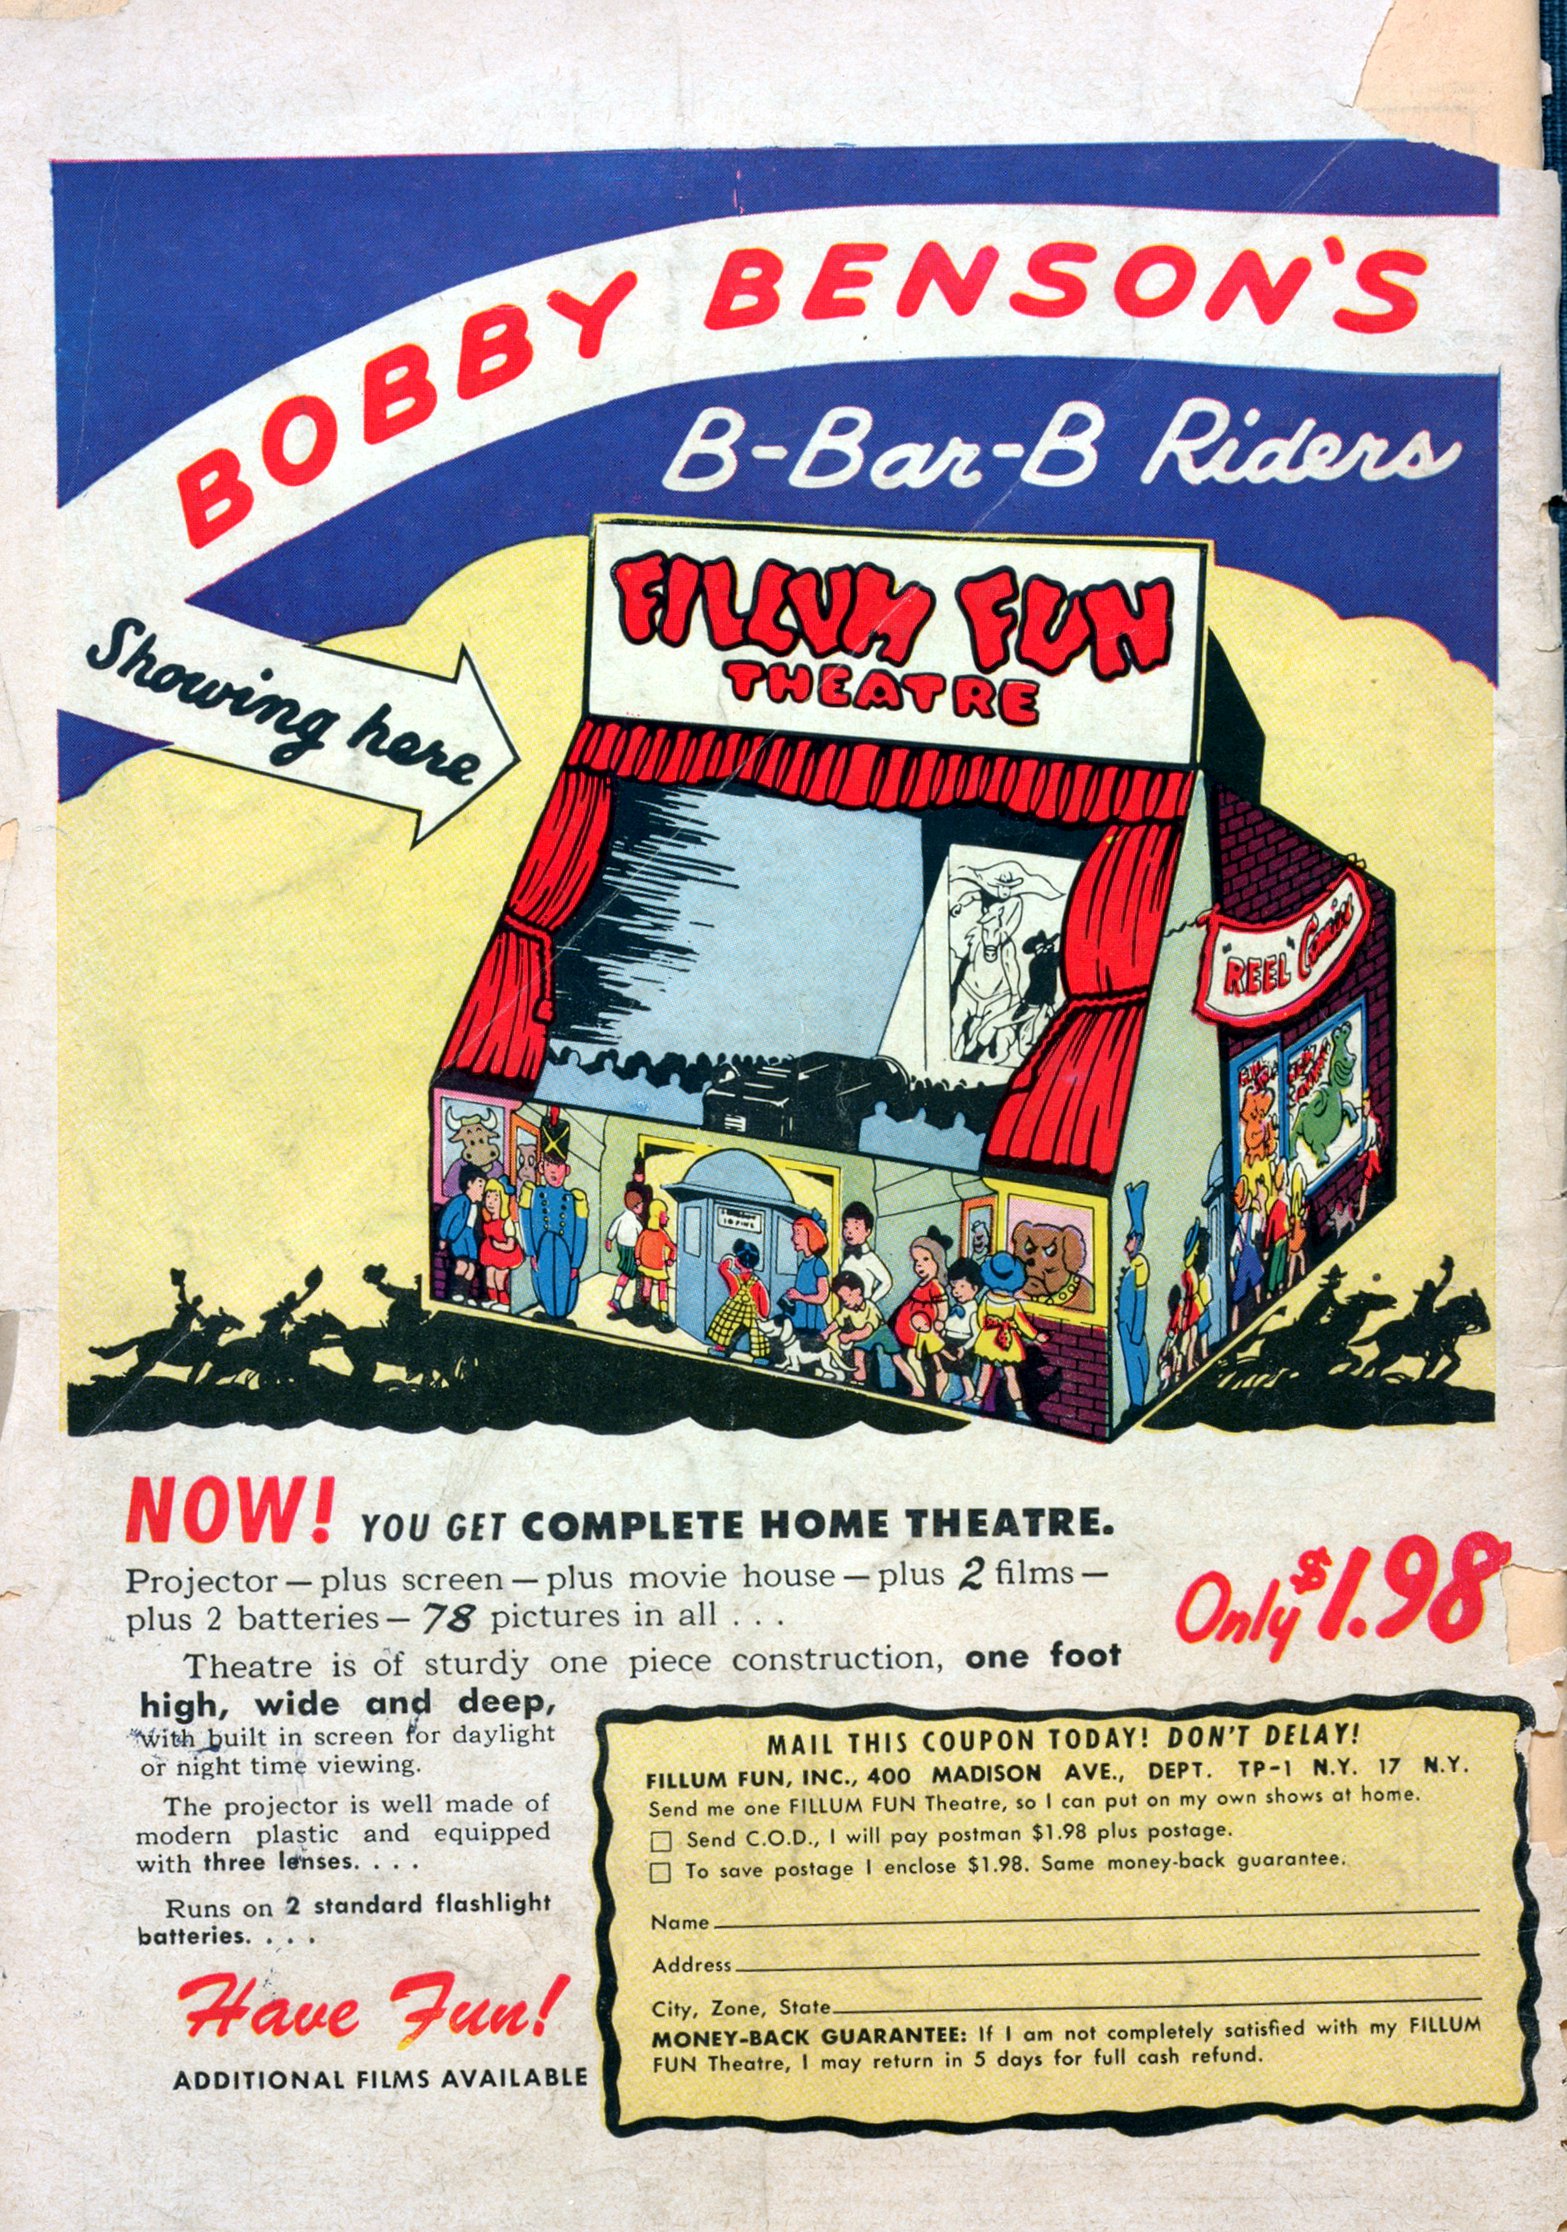 BOBBY BENSON'S
B-Bar-B Riders
Showing here
FILLUM FUN
THEATRE
"REEL" Comics
NOW! YOU GET COMPLETE HOME THEATRE.
Projector — plus screen — plus movie house — plus 2 films —
plus 2 batteries — 78 pictures in all . . .
Only $1.98
Theatre is of sturdy one piece construction, one foot
high, wide and deep,
with built in screen for daylight
or night time viewing.
The projector is well made of
modern plastic and equipped
with three lenses. . . .
Runs on 2 standard flashlight
batteries. . . .
Have Fun!
ADDITIONAL FILMS AVAILABLE
MAIL THIS COUPON TODAY! DON'T DELAY!
FILLUM FUN, INC., 400 MADISON AVE., DEPT. TP-1 N.Y. 17 N.Y.
Send me one FILLUM FUN Theatre, so I can put on my own shows at home.
Send C.O.D., I will pay postman $1.98 plus postage.
To save postage I enclose $1.98. Same money-back guarantee.
Name
Address
City, Zone, State
MONEY-BACK GUARANTEE: If I am not completely satisfied with my FILLUM
FUN Theatre, I may return in 5 days for full cash refund.